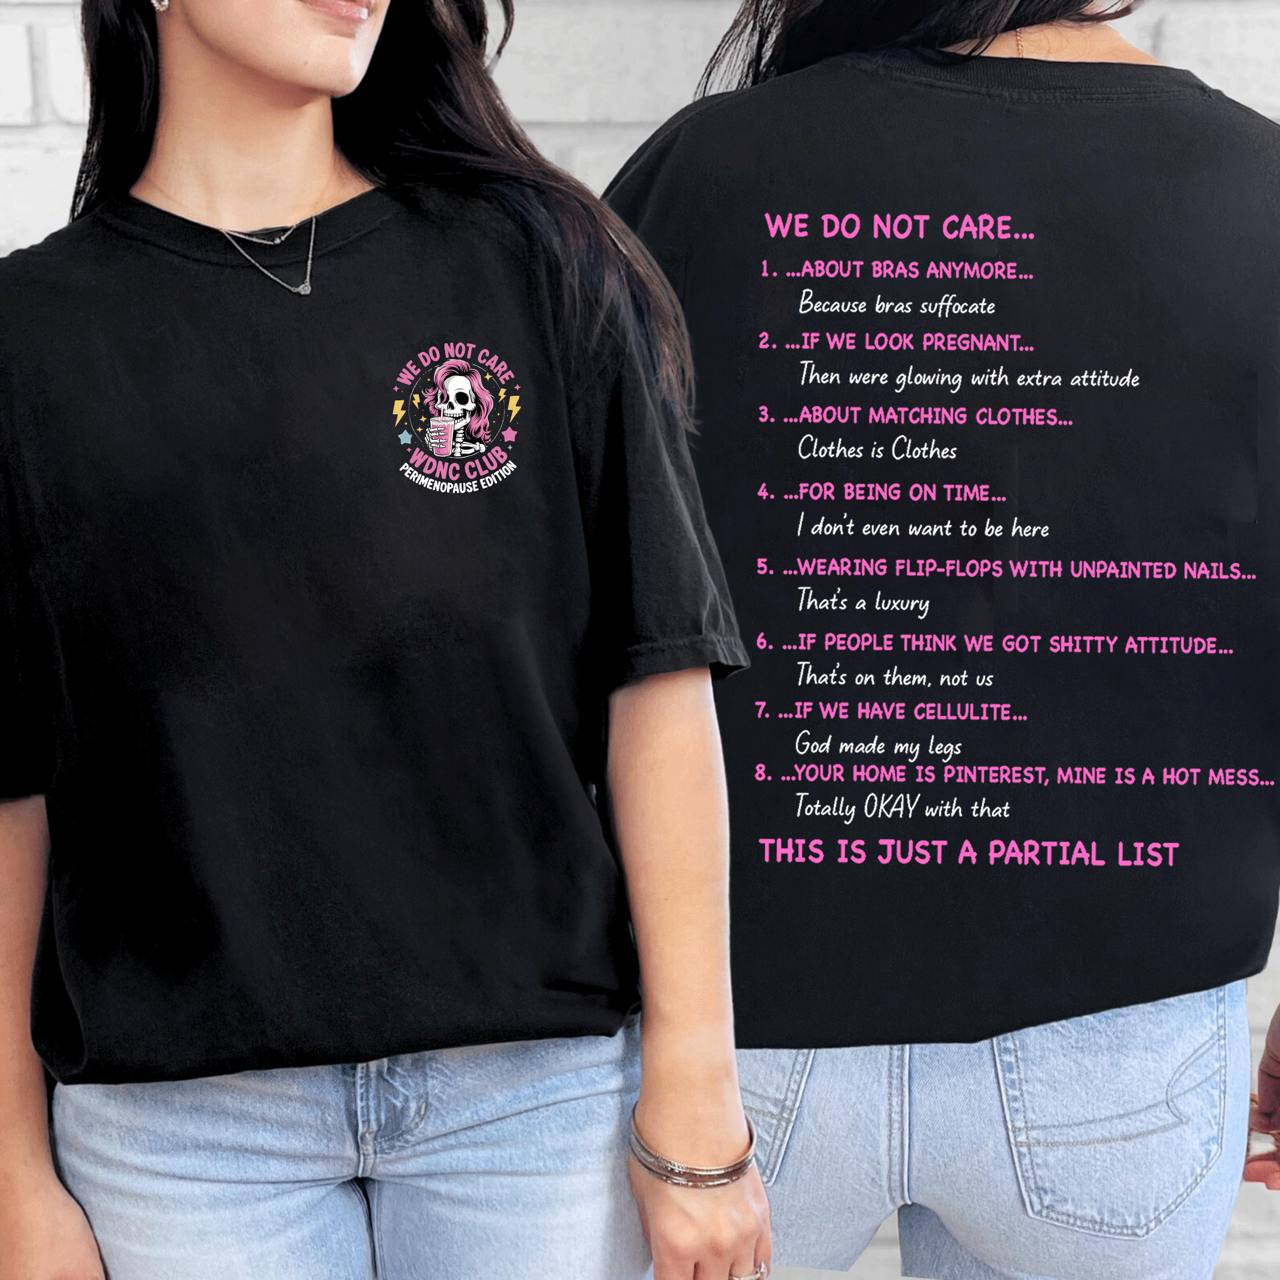 WE DO NOT CARE
WDNC CLUB
PERIMENOPAUSE EDITION
WE DO NOT CARE...
1. ...ABOUT BRAS ANYMORE...
Because bras suffocate
2. ...IF WE LOOK PREGNANT...
Then were glowing with extra attitude
3. ...ABOUT MATCHING CLOTHES...
Clothes is Clothes
4. ...FOR BEING ON TIME...
I don't even want to be here
5. ...WEARING FLIP-FLOPS WITH UNPAINTED NAILS...
That's a luxury
6. ...IF PEOPLE THINK WE GOT SHITTY ATTITUDE...
That's on them, not us
7. ...IF WE HAVE CELLULITE...
God made my legs
8. ...YOUR HOME IS PINTEREST, MINE IS A HOT MESS...
Totally OKAY with that
THIS IS JUST A PARTIAL LIST